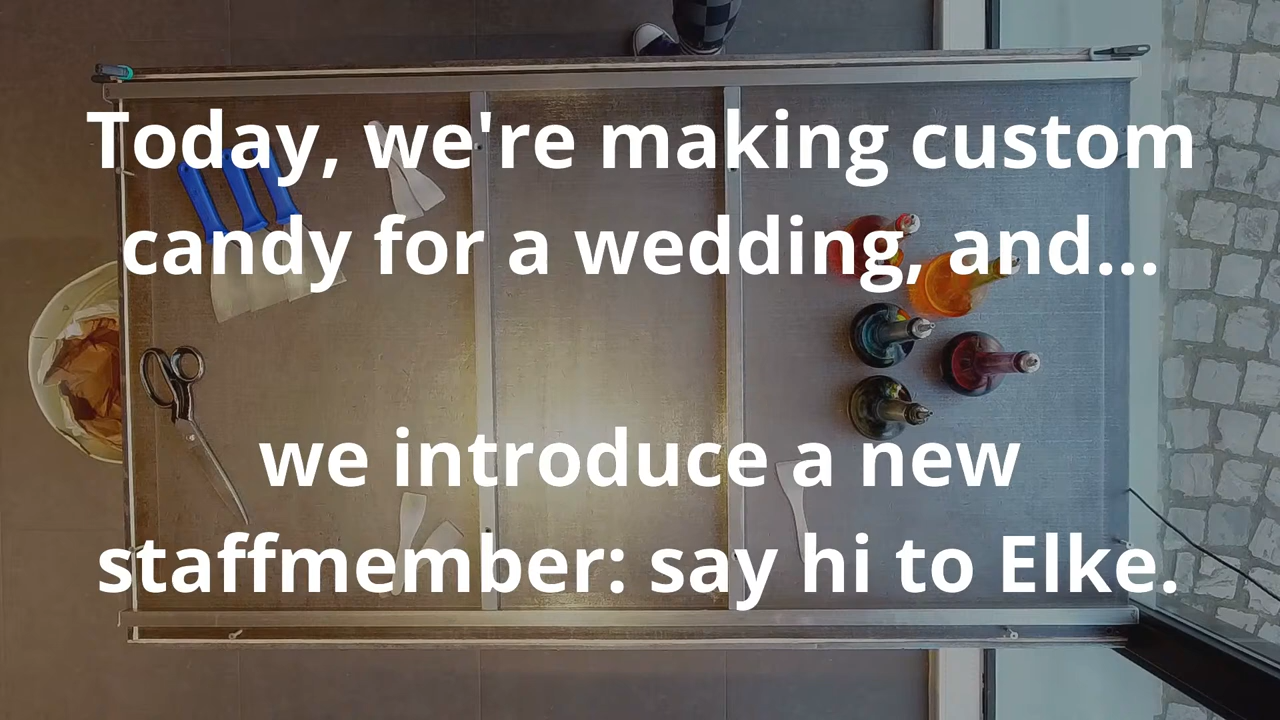 Today, we're making custom
candy for a wedding, and...
we introduce a new
staffmember: say hi to Elke.